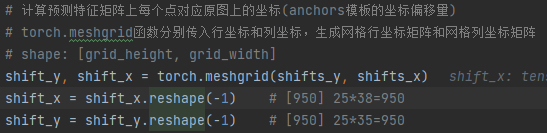 # 计算预测特征矩阵上每个点对应原图上的坐标(anchors模板的坐标偏移量)
# torch.meshgrid函数分别传入行坐标和列坐标，生成网格行坐标矩阵和网格列坐标矩阵
# shape: [grid_height, grid_width]
shift_y, shift_x = torch.meshgrid(shifts_y, shifts_x)   shift_x: tens
shift_x = shift_x.reshape(-1)    # [950] 25*38=950
shift_y = shift_y.reshape(-1)    # [950] 25*35=950